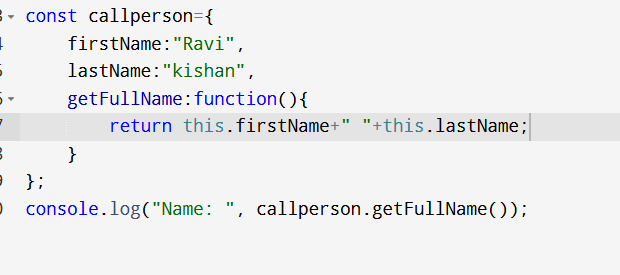 const callperson={
firstName:"Ravi",
lastName:"kishan",
getFullName:function(){
return this.firstName+" "+this.lastName;
}
};
console.log("Name: ", callperson.getFullName());